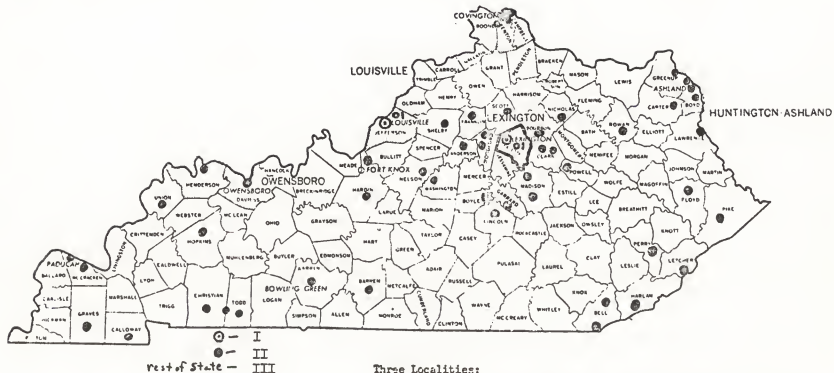 COVINGTON
BOONE
LOUISVILLE
CARROLL
TRIMBLE
GRANT
PENDLETON
BRACKEN
MASON
LEWIS
GREENUP
ASHLAND
OWEN
HENRY
OLDHAM
HARRISON
FLEMING
CARTER
BOYD
HUNTINGTON-ASHLAND
SCOTT
NICHOLAS
LEXINGTON
LOUISVILLE
JEFFERSON
SHELBY
FRANKLIN
BOURBON
BATH
ROWAN
ELLIOTT
LAWREN
SPENCER
ANDERSON
CLARK
MONTGOMERY
MENIFEE
MORGAN
MEADE
BULLITT
FORT KNOX
NELSON
WASHINGTON
MERCER
MADISON
POWELL
ESTILL
WOLFE
MAGOFFIN
JOHNSON
MARTIN
HANCOCK
OWENSBORO
OWENSBORO
DAVIESS
BRECKINRIDGE
HENDERSON
UNION
WEBSTER
MCLEAN
OHIO
GRAYSON
HARDIN
LARUE
MARION
BOYLE
LINCOLN
LEE
BREATHITT
FLOYD
PIKE
KNOTT
CRITTENDEN
LIVINGSTON
HOPKINS
MUHLENBERG
BUTLER
EDMONSON
HART
GREEN
TAYLOR
CASEY
ROCKCASTLE
JACKSON
OWSLEY
PERRY
LETCHER
LESLIE
CLAY
PADUCAH
BALLARD
MCCRACKEN
CALDWELL
LYON
WARREN
BARREN
METCALFE
ADAIR
RUSSELL
PULASKI
LAUREL
KNOX
BELL
HARLAN
CARLISLE
GRAVES
MARSHALL
TRIGG
CHRISTIAN
TODD
LOGAN
BOWLING GREEN
SIMPSON
ALLEN
MONROE
CUMBERLAND
CLINTON
WAYNE
MCCREARY
WHITLEY
HICKMAN
CALLOWAY
— I
— II
rest of State — III
Three Localities: